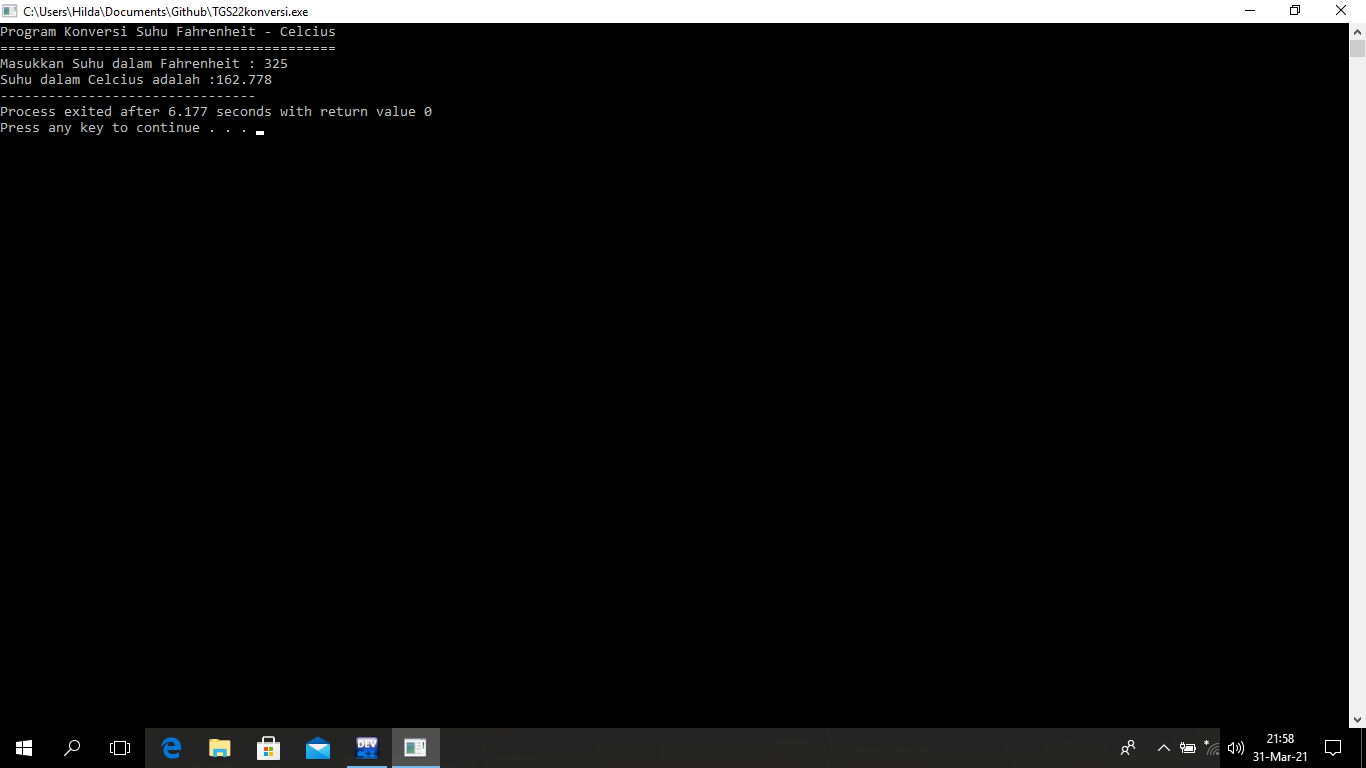 C:\Users\Hilda\Documents\Github\TGS22konversi.exe
Program Konversi Suhu Fahrenheit - Celcius
==========================================
Masukkan Suhu dalam Fahrenheit : 325
Suhu dalam Celcius adalah :162.778
--------------------------------
Process exited after 6.177 seconds with return value 0
Press any key to continue . . .
DEV
21:58
31-Mar-21